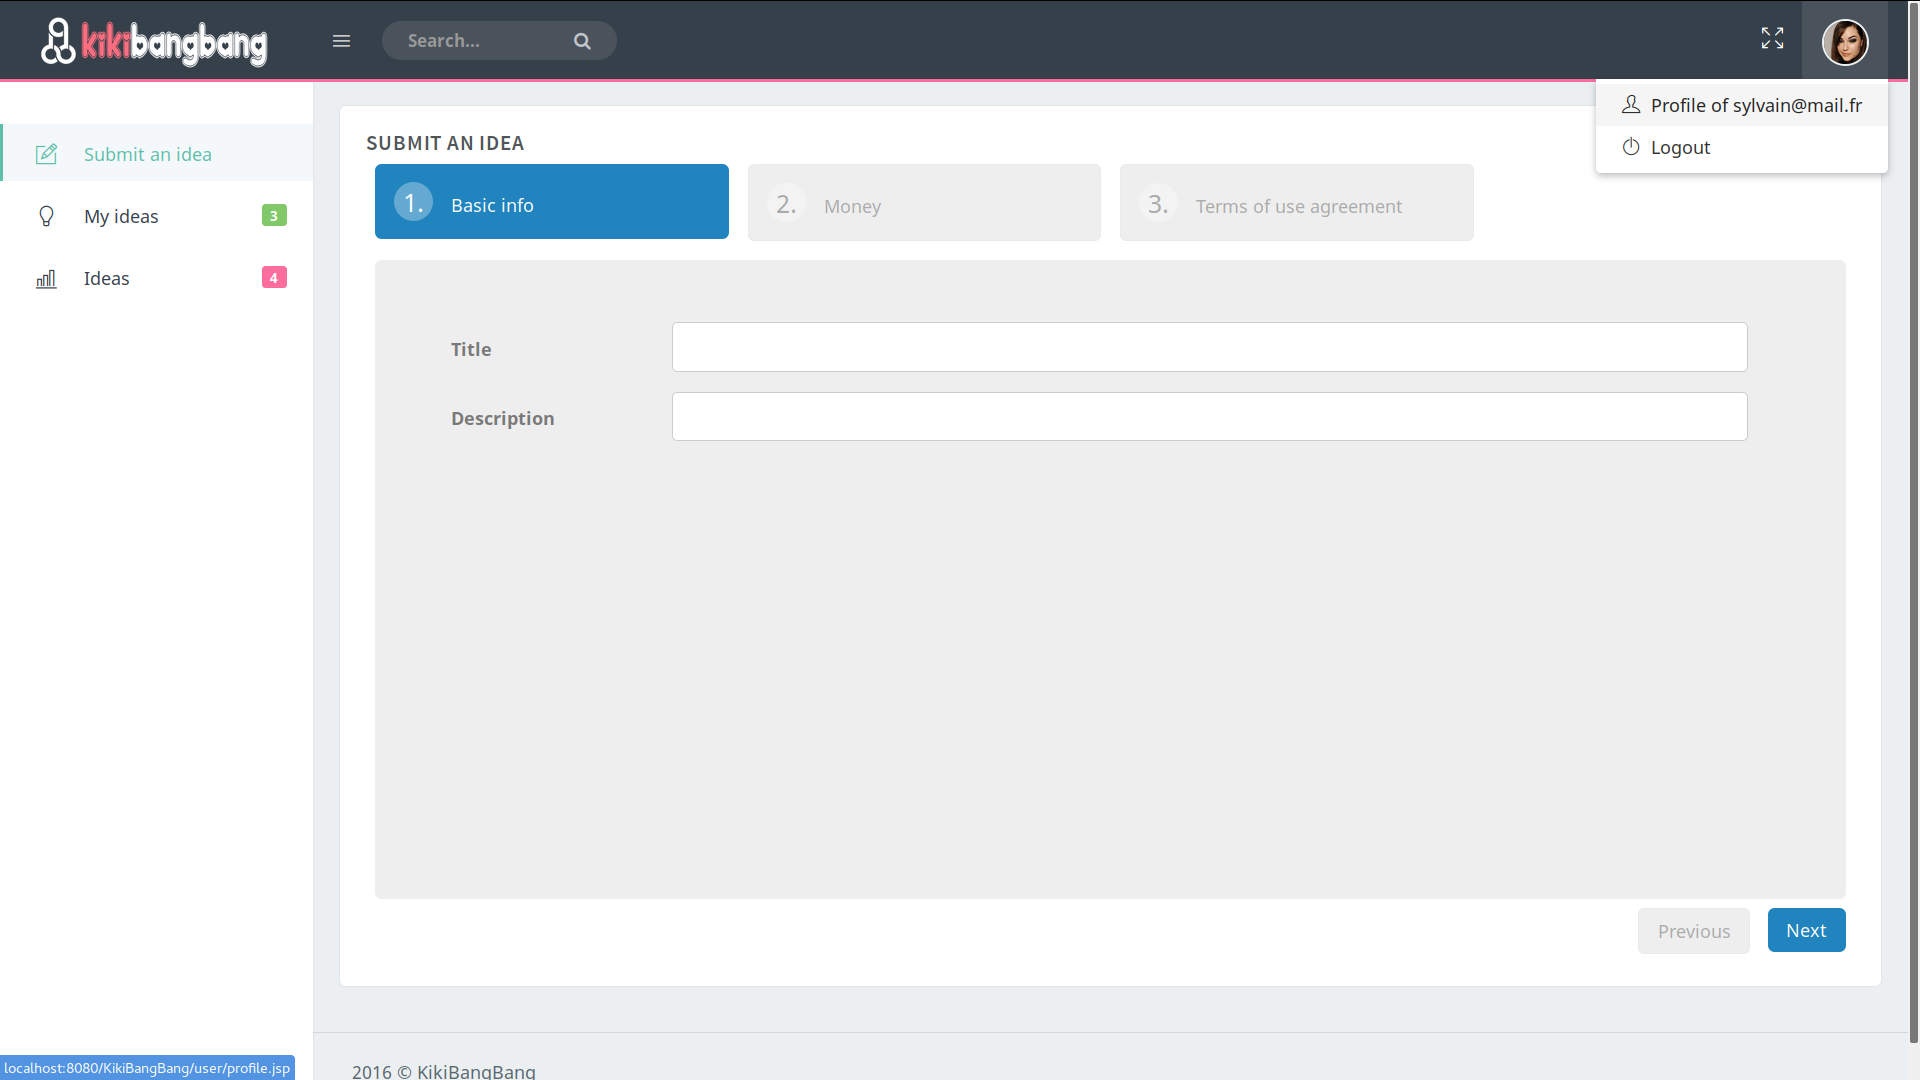 kikibangbang
Search...
Profile of sylvain@mail.fr
Logout
Submit an idea
My ideas
3
Ideas
4
SUBMIT AN IDEA
1. Basic info
2. Money
3. Terms of use agreement
Title
Description
Previous
Next
2016 © KikiBangBang
localhost:8080/KikiBangBang/user/profile.jsp